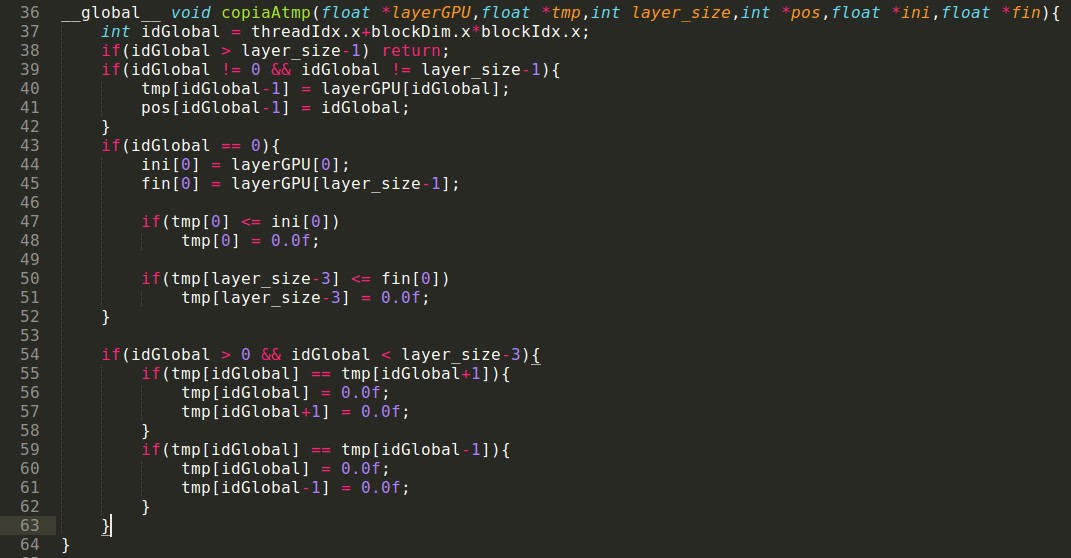 36 __global__ void copiaAtmp(float *layerGPU,float *tmp,int layer_size,int *pos,float *ini,float *fin){
37     int idGlobal = threadIdx.x+blockDim.x*blockIdx.x;
38     if(idGlobal > layer_size-1) return;
39     if(idGlobal != 0 && idGlobal != layer_size-1){
40         tmp[idGlobal-1] = layerGPU[idGlobal];
41         pos[idGlobal-1] = idGlobal;
42     }
43     if(idGlobal == 0){
44         ini[0] = layerGPU[0];
45         fin[0] = layerGPU[layer_size-1];
46
47         if(tmp[0] <= ini[0])
48             tmp[0] = 0.0f;
49
50         if(tmp[layer_size-3] <= fin[0])
51             tmp[layer_size-3] = 0.0f;
52     }
53
54     if(idGlobal > 0 && idGlobal < layer_size-3){
55         if(tmp[idGlobal] == tmp[idGlobal+1]){
56             tmp[idGlobal] = 0.0f;
57             tmp[idGlobal+1] = 0.0f;
58         }
59         if(tmp[idGlobal] == tmp[idGlobal-1]){
60             tmp[idGlobal] = 0.0f;
61             tmp[idGlobal-1] = 0.0f;
62         }
63     }
64 }